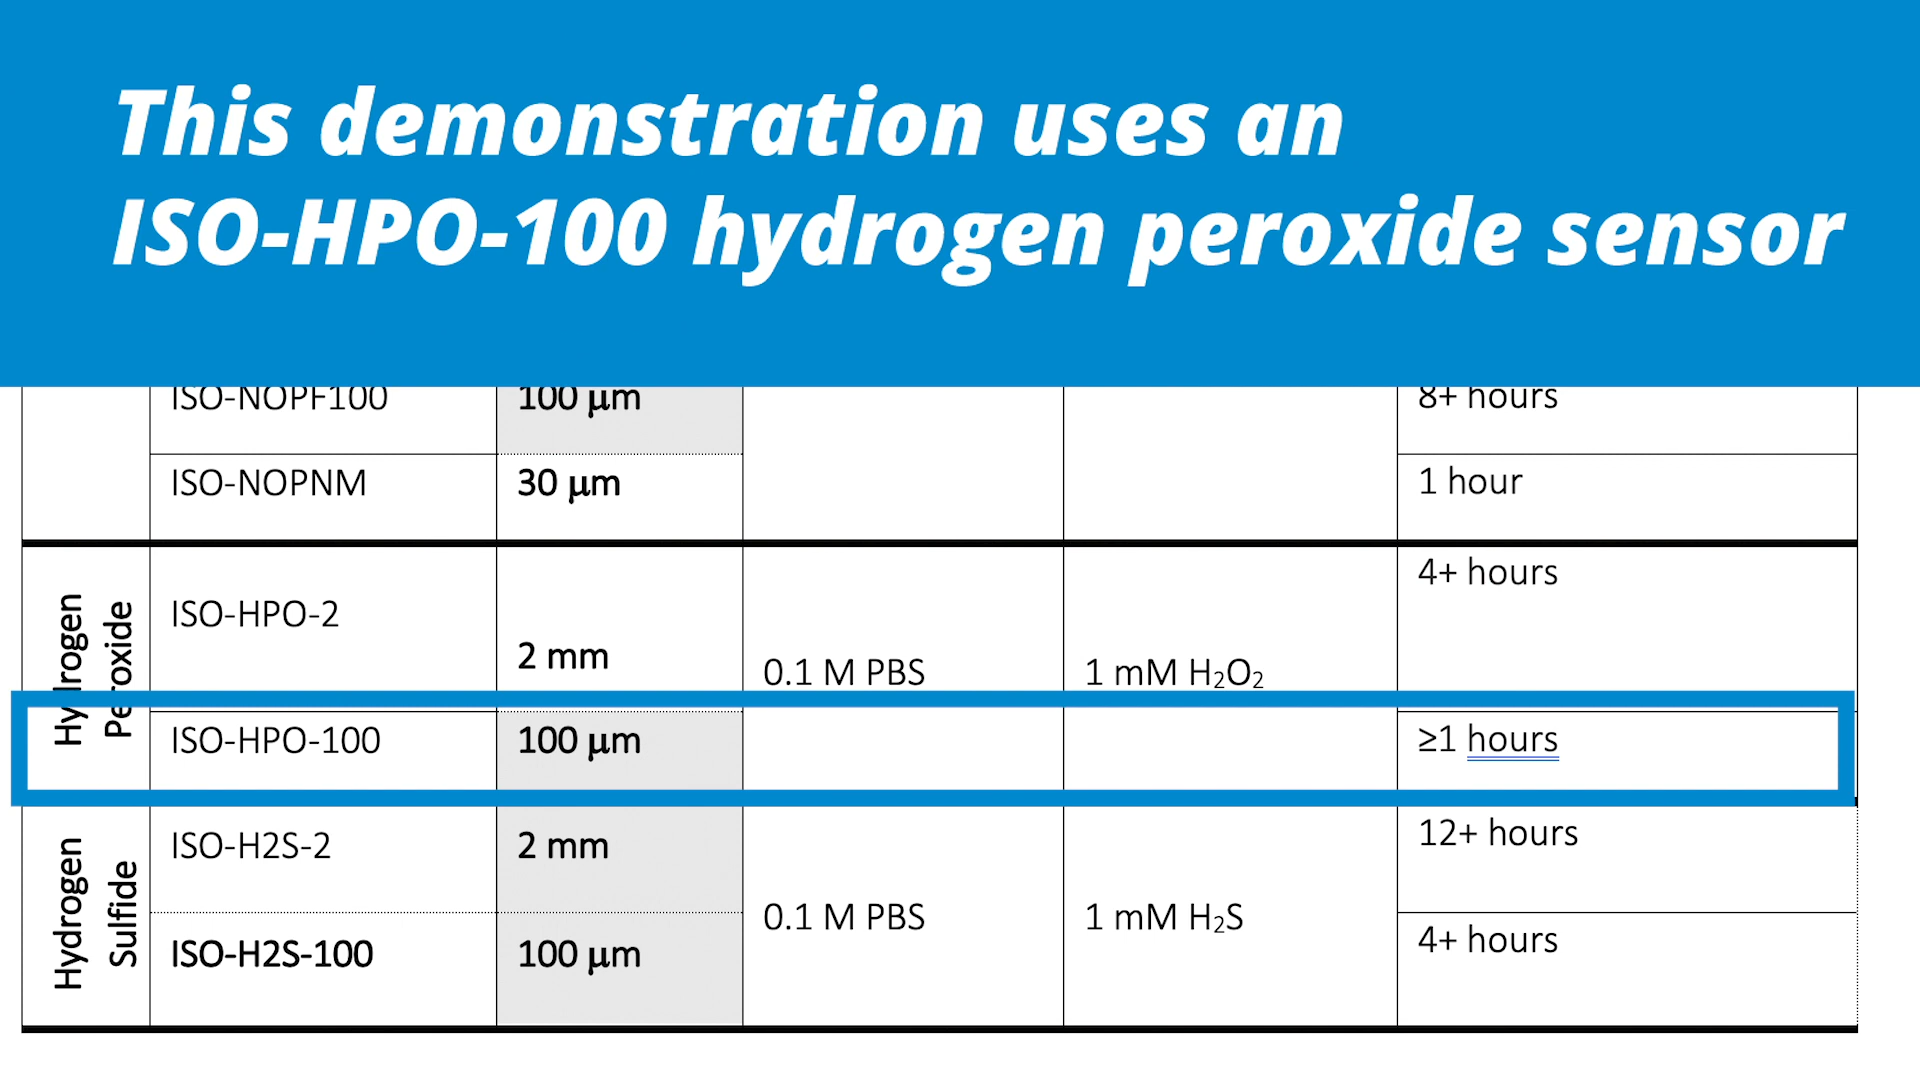 This demonstration uses an
ISO-HPO-100 hydrogen peroxide sensor
ISO-NOPF100 100 µm 8+ hours
ISO-NOPNM 30 µm 1 hour
Hydrogen
Peroxide
ISO-HPO-2 2 mm 0.1 M PBS 1 mM H₂O₂ 4+ hours
ISO-HPO-100 100 µm ≥1 hours
Hydrogen
Sulfide
ISO-H2S-2 2 mm 0.1 M PBS 1 mM H₂S 12+ hours
ISO-H2S-100 100 µm 4+ hours